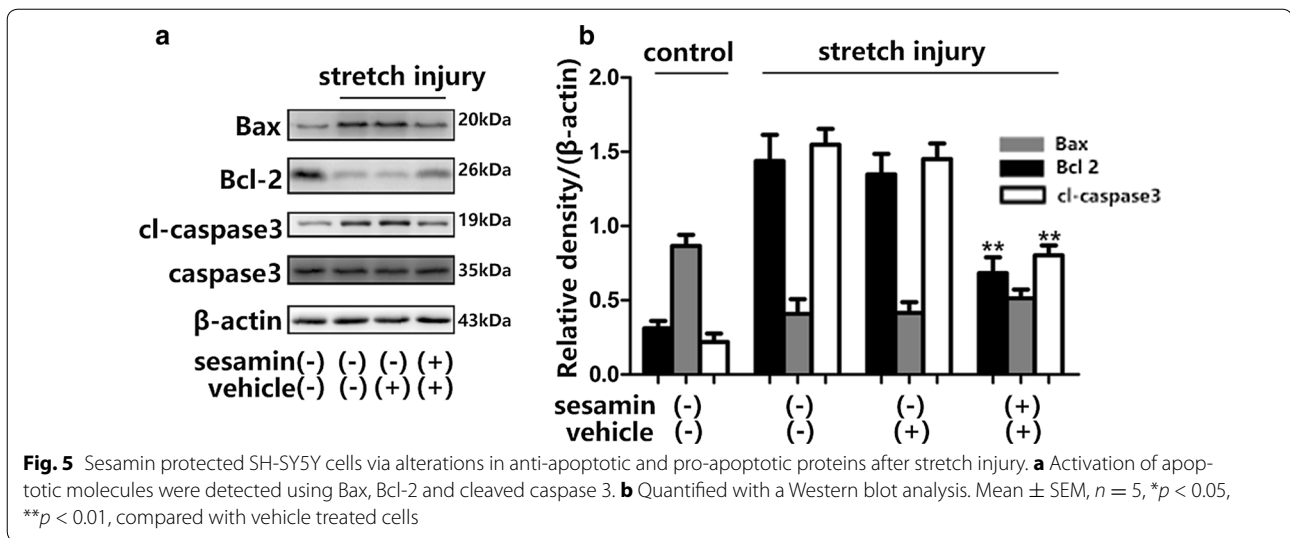 a
stretch injury
Bax
20kDa
Bcl-2
26kDa
cl-caspase3
19kDa
caspase3
35kDa
β-actin
43kDa
sesamin(-) (-) (-) (+)
vehicle(-) (-) (+) (+)
b
control stretch injury
Relative density/(β-actin)
2.0
1.5
1.0
0.5
0.0
Bax
Bcl 2
cl-caspase3
** **
sesamin (-) (-) (-) (+)
vehicle (-) (-) (+) (+)
Fig. 5 Sesamin protected SH-SY5Y cells via alterations in anti-apoptotic and pro-apoptotic proteins after stretch injury. a Activation of apop-
totic molecules were detected using Bax, Bcl-2 and cleaved caspase 3. b Quantified with a Western blot analysis. Mean ± SEM, n = 5, *p < 0.05,
**p < 0.01, compared with vehicle treated cells